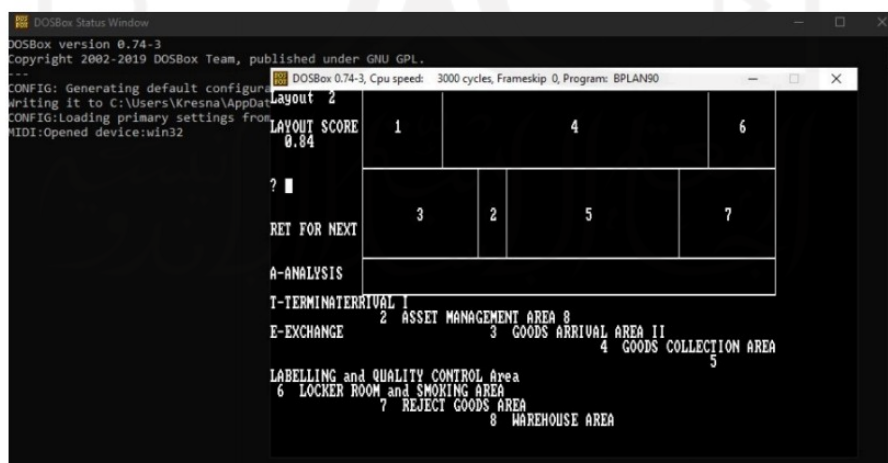 DOSBox Status Window
DOSBox version 0.74-3
Copyright 2002-2019 DOSBox Team, published under GNU GPL.
---
CONFIG: Generating default configura
Writing it to C:\Users\Kresna\AppDat
CONFIG:Loading primary settings from
MIDI:Opened device:win32
DOSBox 0.74-3, Cpu speed: 3000 cycles, Frameskip 0, Program: BPLAN90
Layout 2
LAYOUT SCORE
0.84
1 4 6
? 
3 2 5 7
RET FOR NEXT
A-ANALYSIS
T-TERMINATERRIVAL I
2 ASSET MANAGEMENT AREA 8
E-EXCHANGE 3 GOODS ARRIVAL AREA II
4 GOODS COLLECTION AREA
5
LABELLING and QUALITY CONTROL Area
6 LOCKER ROOM and SMOKING AREA
7 REJECT GOODS AREA
8 WAREHOUSE AREA